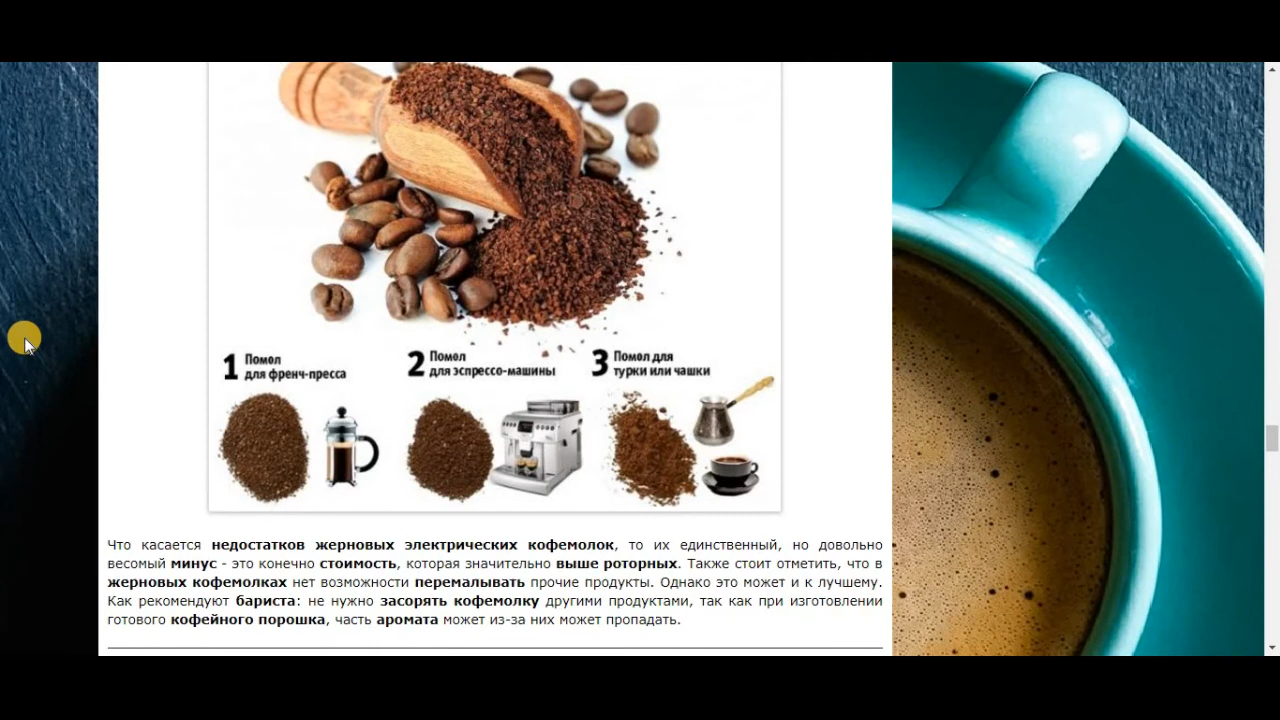 1 Помол
для френч-пресса
2 Помол
для эспрессо-машины
3 Помол для
турки или чашки
Что касается недостатков жерновых электрических кофемолок, то их единственный, но довольно
весомый минус - это конечно стоимость, которая значительно выше роторных. Также стоит отметить, что в
жерновых кофемолках нет возможности перемалывать прочие продукты. Однако это может и к лучшему.
Как рекомендуют бариста: не нужно засорять кофемолку другими продуктами, так как при изготовлении
готового кофейного порошка, часть аромата может из-за них может пропадать.